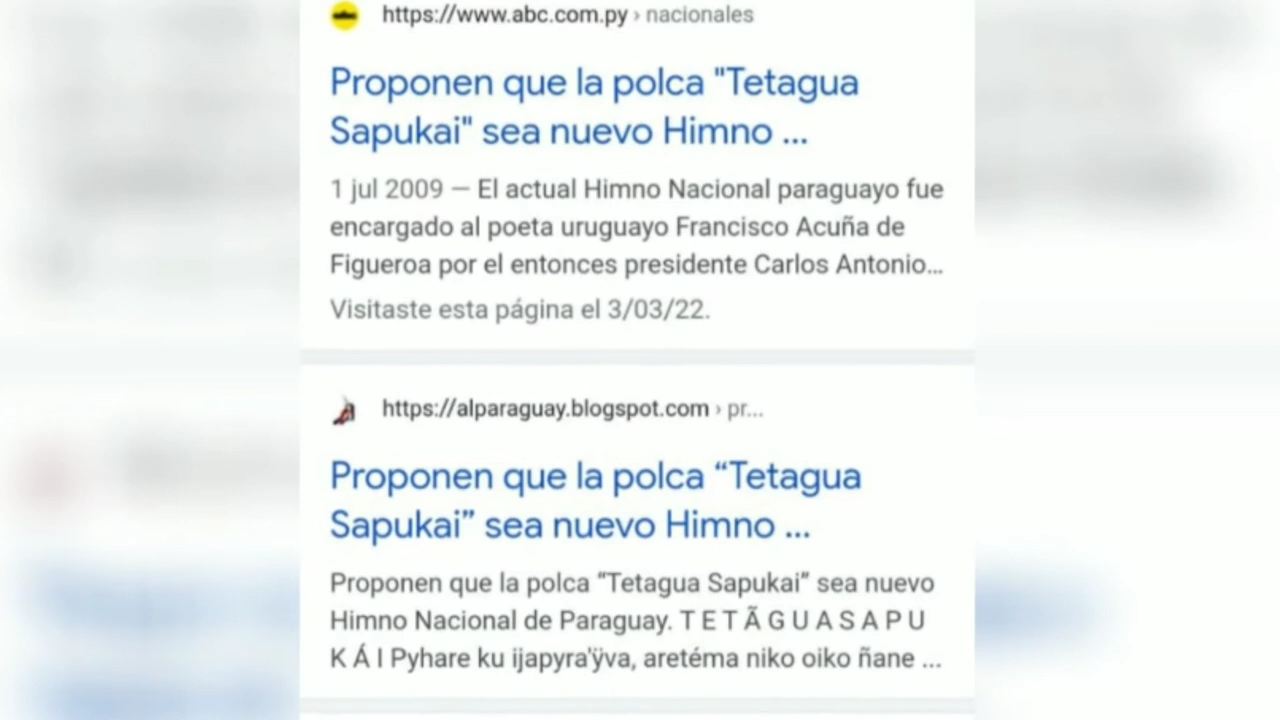 https://www.abc.com.py › nacionales
Proponen que la polca "Tetagua
Sapukai" sea nuevo Himno ...
1 jul 2009 — El actual Himno Nacional paraguayo fue
encargado al poeta uruguayo Francisco Acuña de
Figueroa por el entonces presidente Carlos Antonio...
Visitaste esta página el 3/03/22.
https://alparaguay.blogspot.com › pr...
Proponen que la polca “Tetagua
Sapukai” sea nuevo Himno ...
Proponen que la polca “Tetagua Sapukai” sea nuevo
Himno Nacional de Paraguay. T E T Ã G U A S A P U
K Á I Pyhare ku ijapyra'ỹva, aretéma niko oiko ñane ...